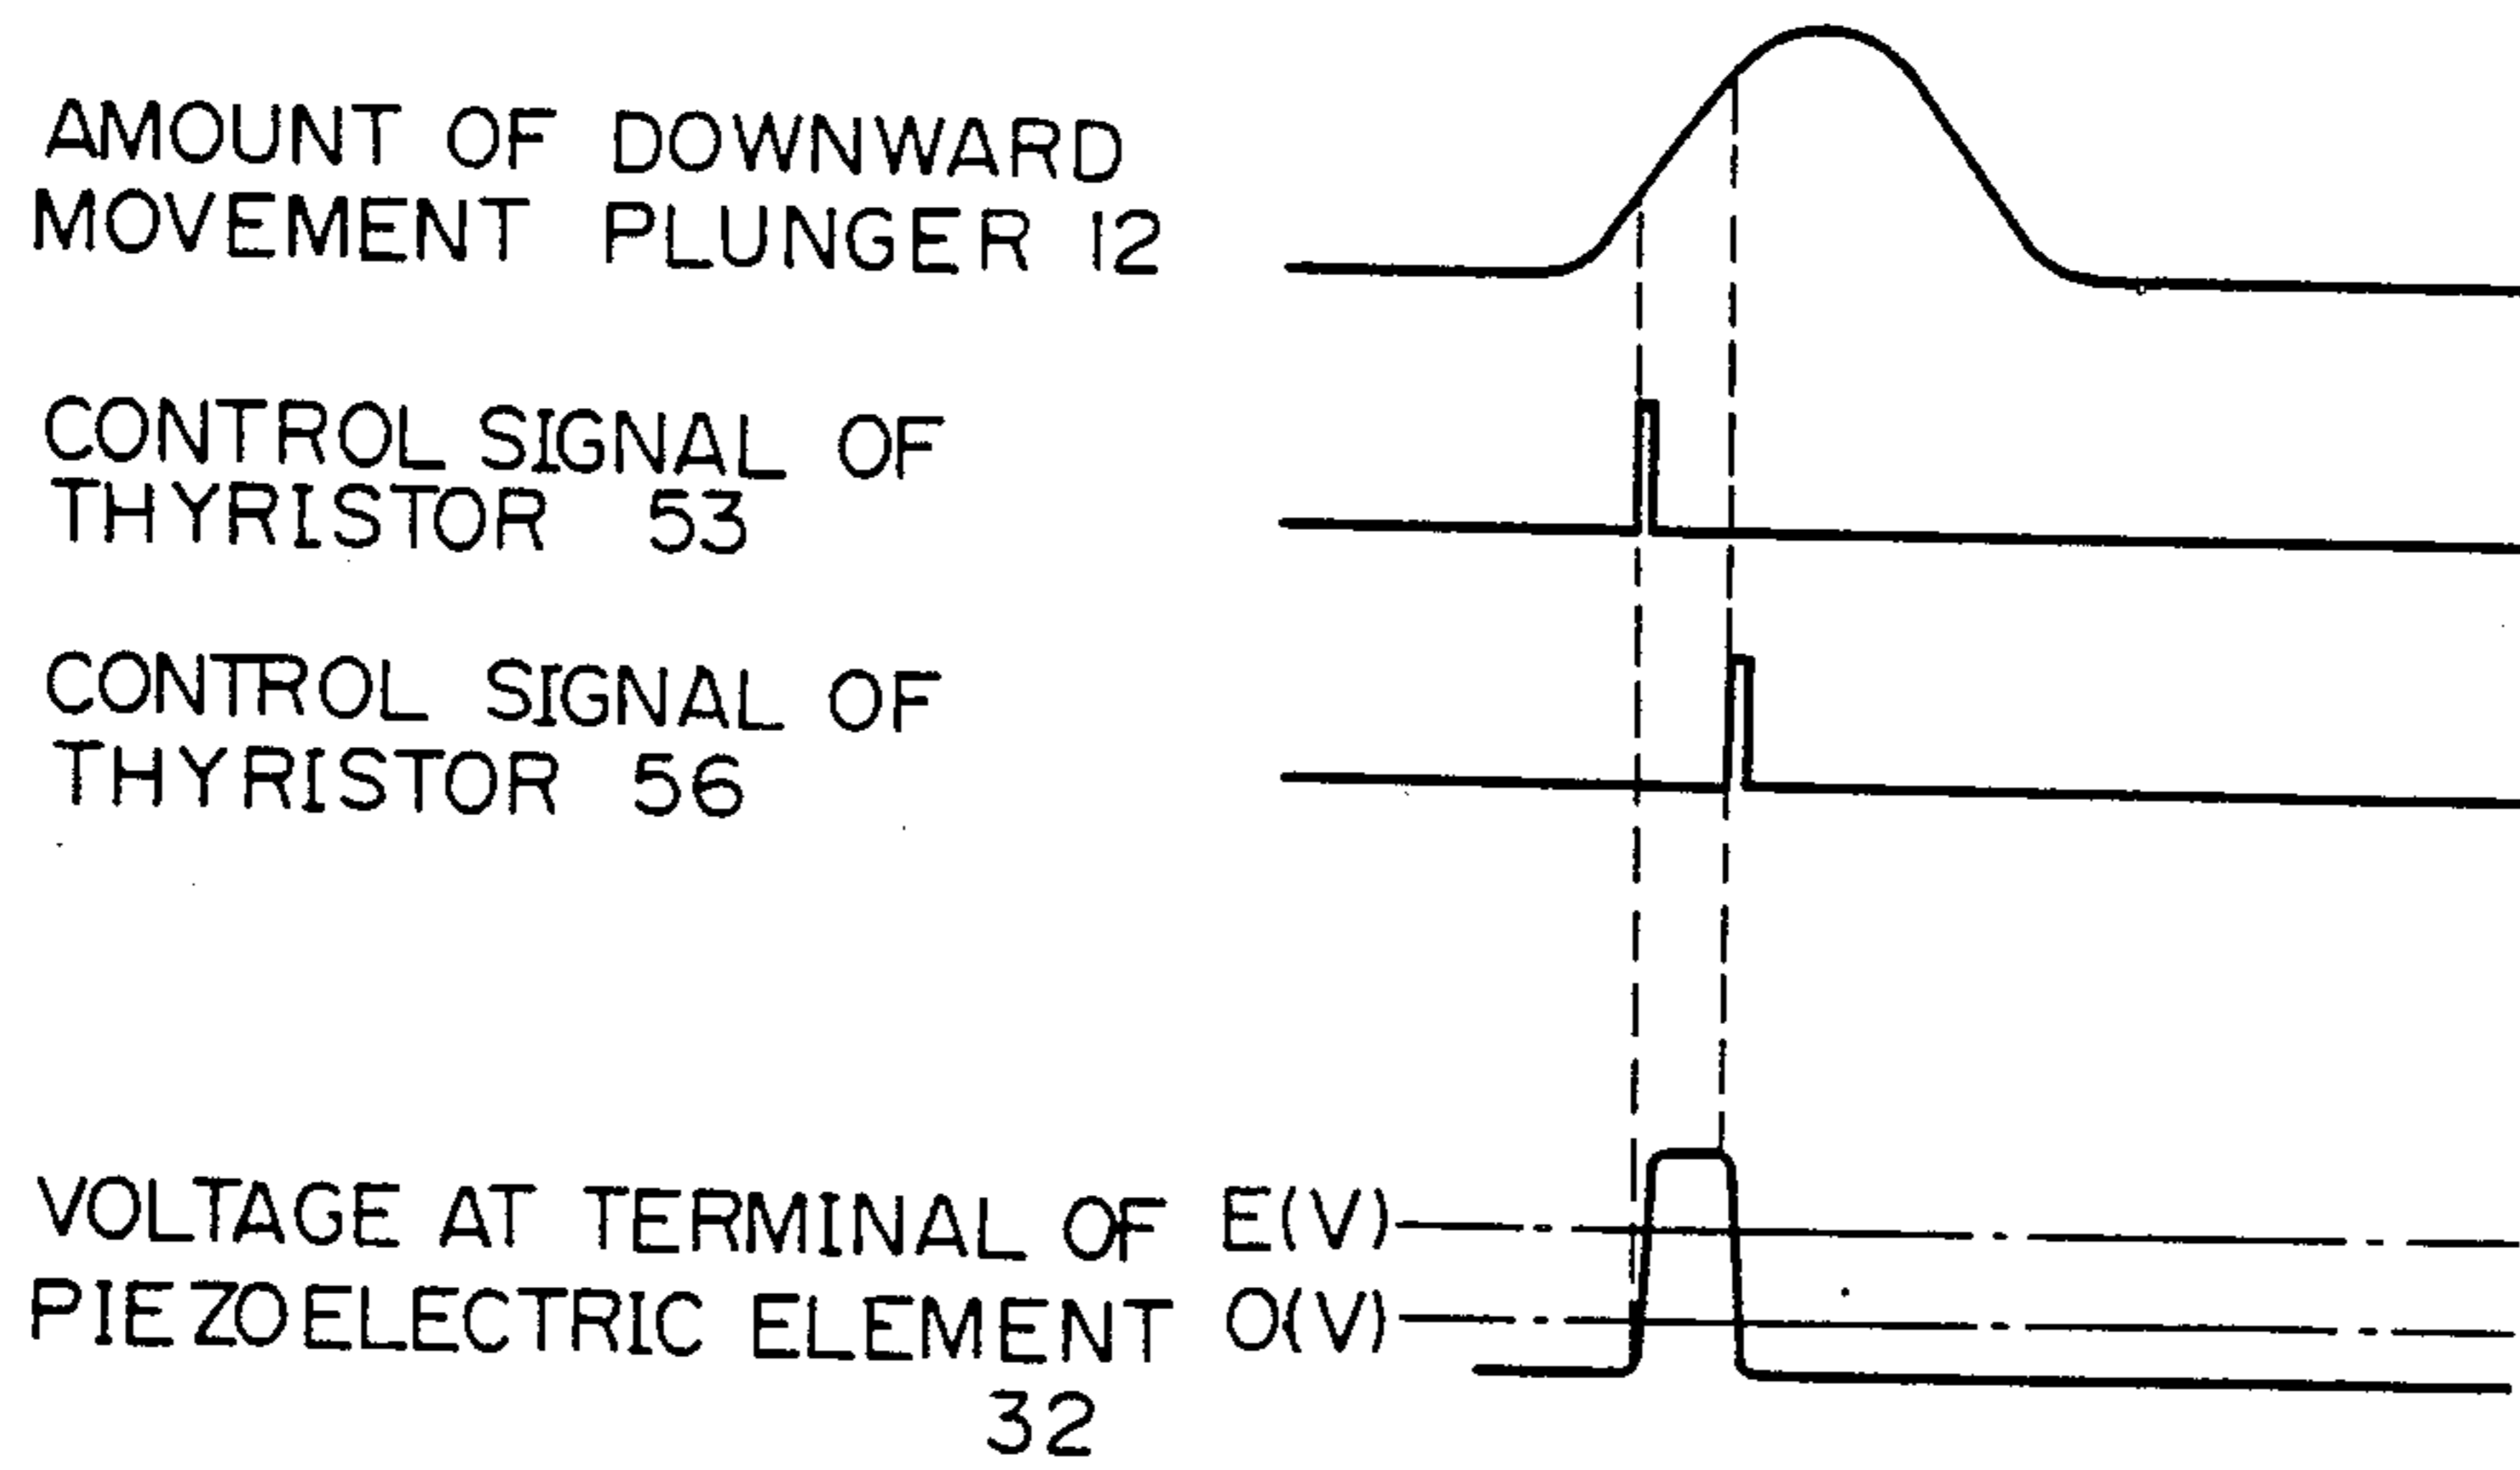 AMOUNT OF DOWNWARD
MOVEMENT PLUNGER 12
CONTROL SIGNAL OF
THYRISTOR 53
CONTROL SIGNAL OF
THYRISTOR 56
VOLTAGE AT TERMINAL OF E(V)
PIEZOELECTRIC ELEMENT O(V)
32